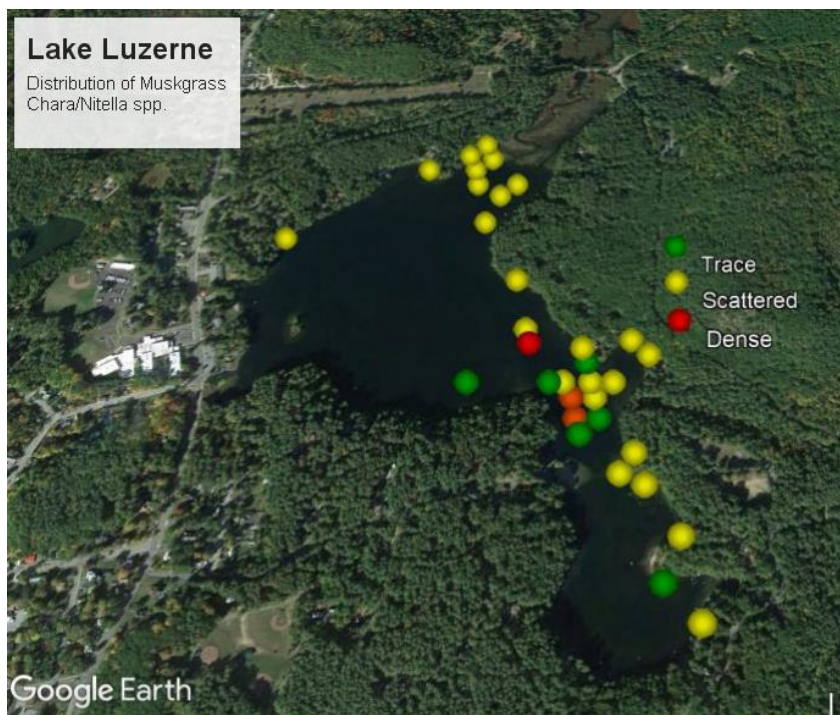 Lake Luzerne
Distribution of Muskgrass
Chara/Nitella spp.
Trace
Scattered
Dense
Google Earth